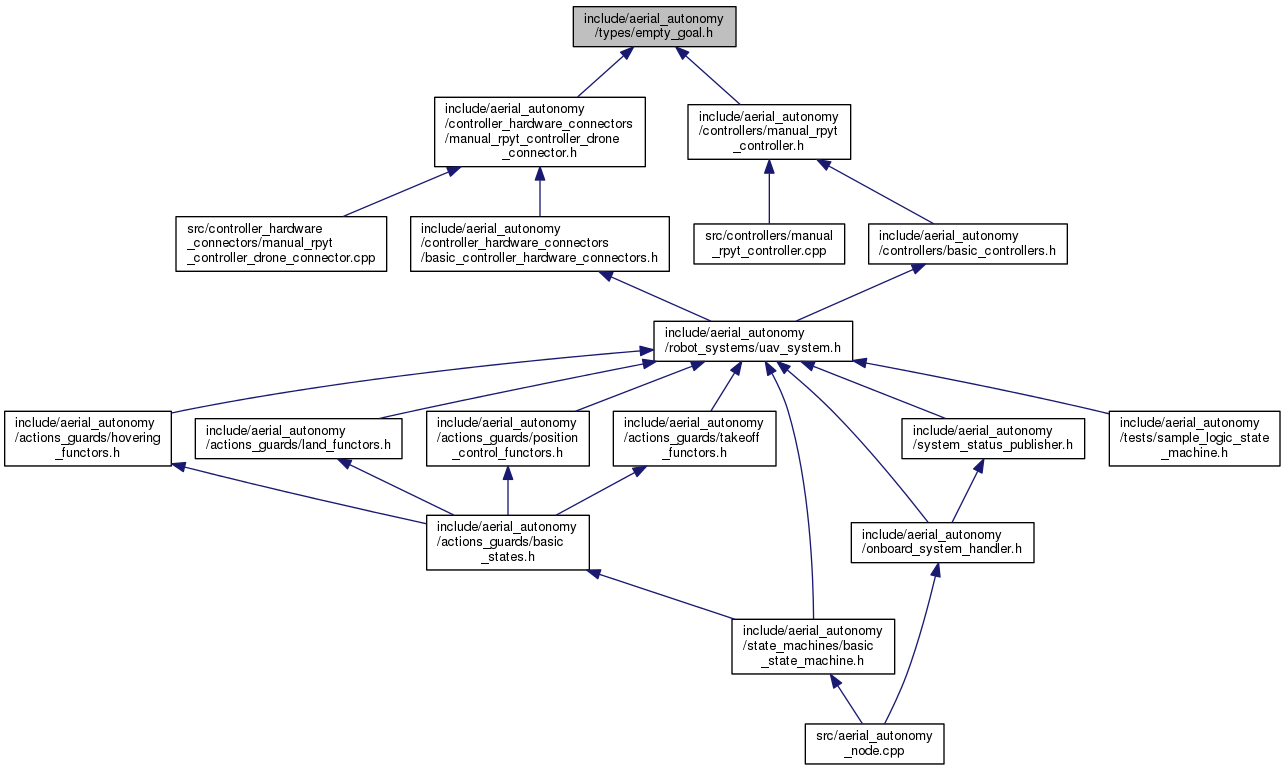 include/aerial_autonomy
/types/empty_goal.h
include/aerial_autonomy
/controller_hardware_connectors
/manual_rpyt_controller_drone
_connector.h
include/aerial_autonomy
/controllers/manual_rpyt
_controller.h
src/controller_hardware
_connectors/manual_rpyt
_controller_drone_connector.cpp
include/aerial_autonomy
/controller_hardware_connectors
/basic_controller_hardware_connectors.h
src/controllers/manual
_rpyt_controller.cpp
include/aerial_autonomy
/controllers/basic_controllers.h
include/aerial_autonomy
/robot_systems/uav_system.h
include/aerial_autonomy
/actions_guards/hovering
_functors.h
include/aerial_autonomy
/actions_guards/land_functors.h
include/aerial_autonomy
/actions_guards/position
_control_functors.h
include/aerial_autonomy
/actions_guards/takeoff
_functors.h
include/aerial_autonomy
/system_status_publisher.h
include/aerial_autonomy
/tests/sample_logic_state
_machine.h
include/aerial_autonomy
/actions_guards/basic
_states.h
include/aerial_autonomy
/onboard_system_handler.h
include/aerial_autonomy
/state_machines/basic
_state_machine.h
src/aerial_autonomy
_node.cpp